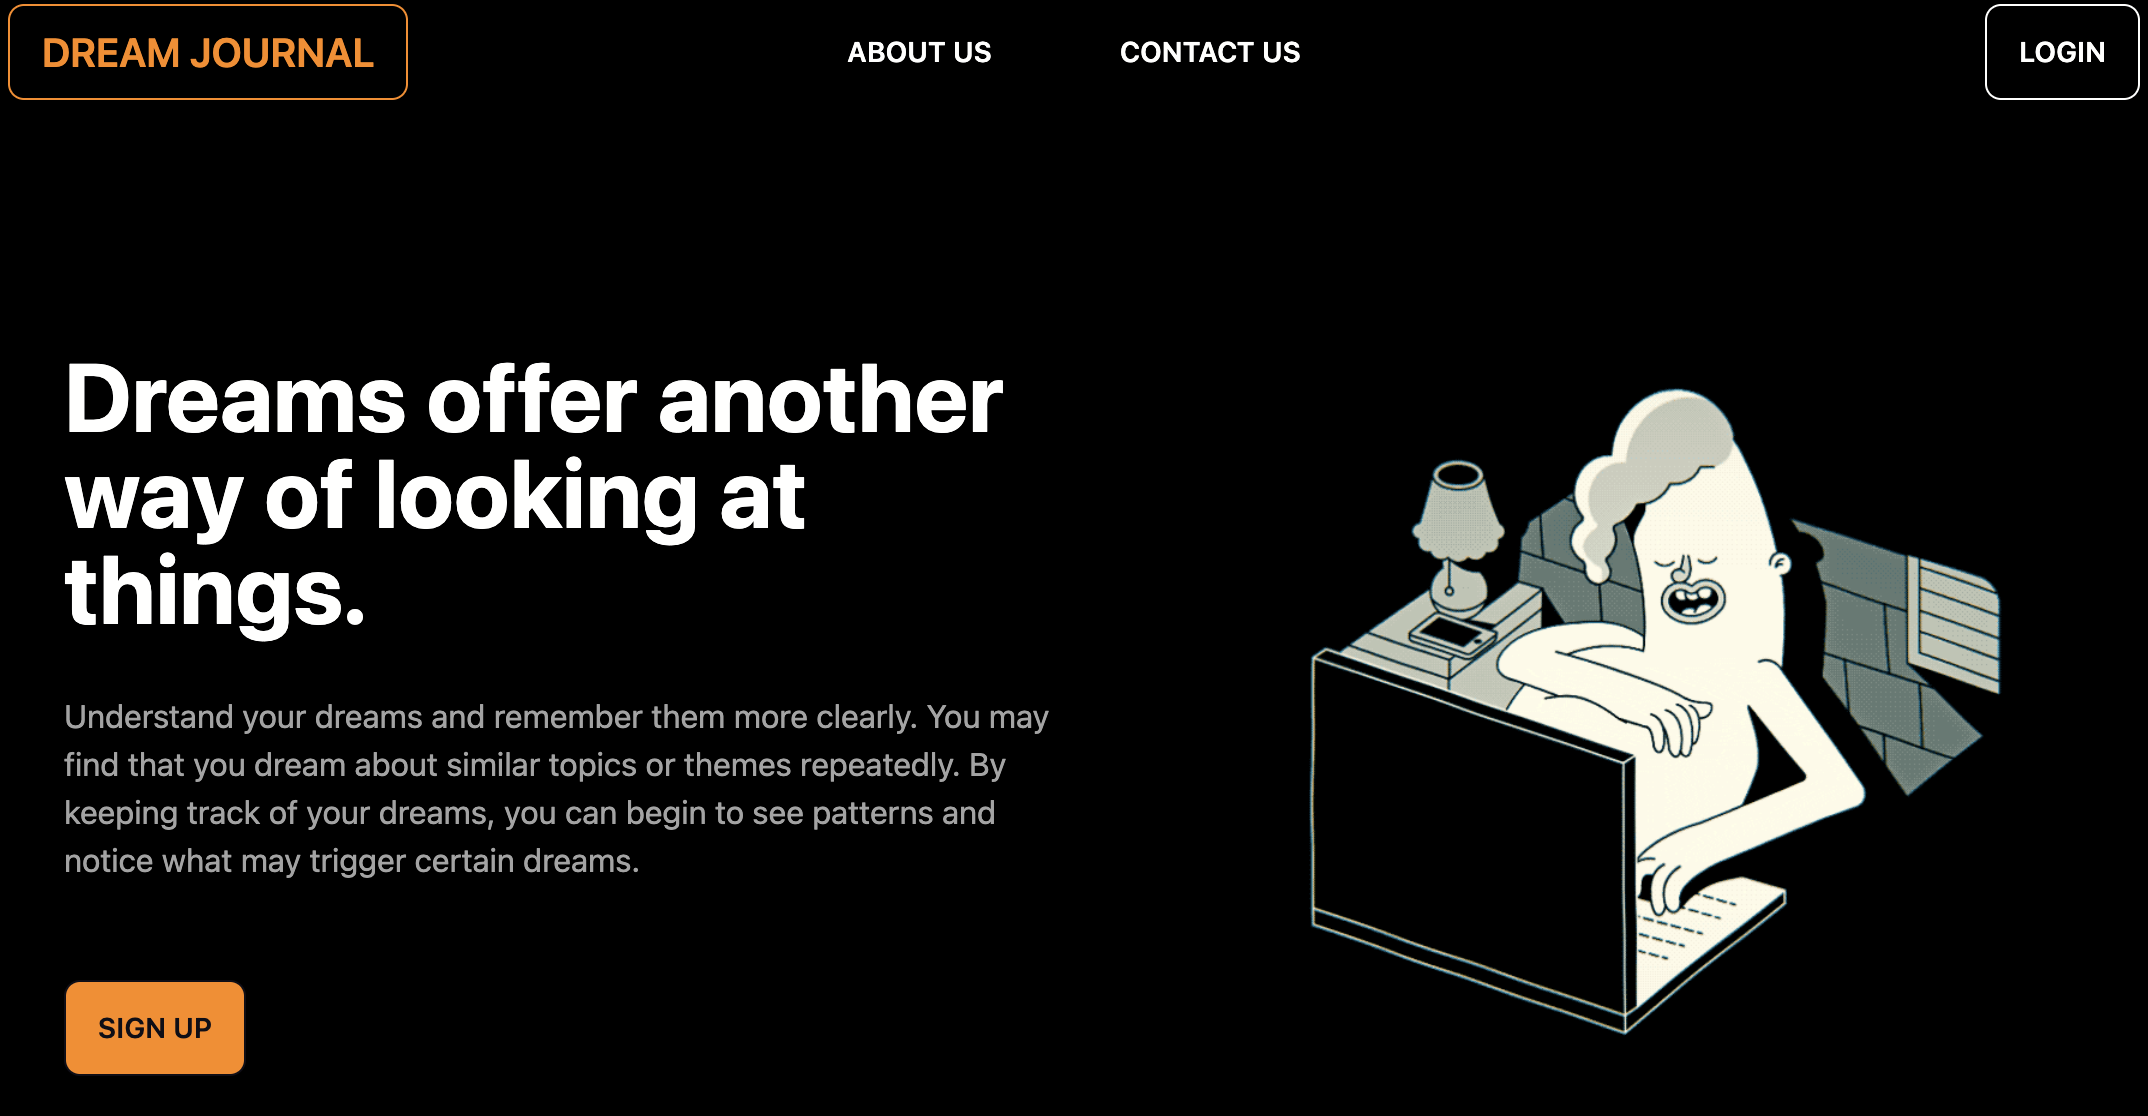 DREAM JOURNAL
ABOUT US
CONTACT US
LOGIN
Dreams offer another
way of looking at
things.
Understand your dreams and remember them more clearly. You may
find that you dream about similar topics or themes repeatedly. By
keeping track of your dreams, you can begin to see patterns and
notice what may trigger certain dreams.
SIGN UP